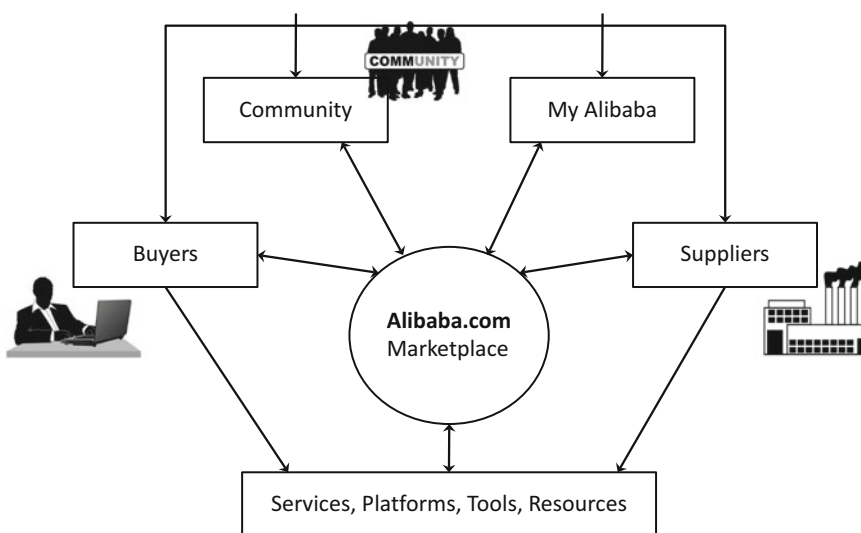 COMMUNITY
Community
My Alibaba
Buyers
Suppliers
Alibaba.com
Marketplace
Services, Platforms, Tools, Resources